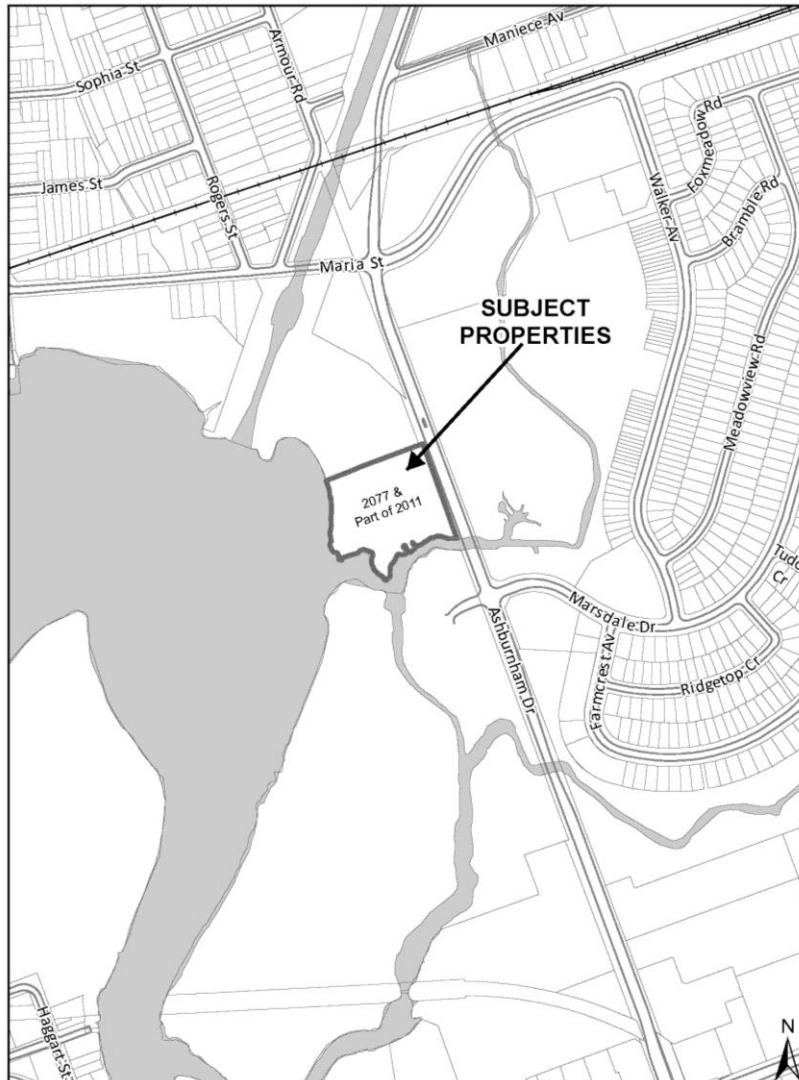 Maniece Av
Armour Rd
Sophia St
Foxmeadow Rd
James St
Rogers St
Walker Av
Bramble Rd
Maria St
SUBJECT
PROPERTIES
Meadowview Rd
2077 &
Part of 2011
Tudor
Cr
Marsdale Dr
Ashburnham Dr
Farmcrest Av
Ridgetop Cr
Haggart St
N